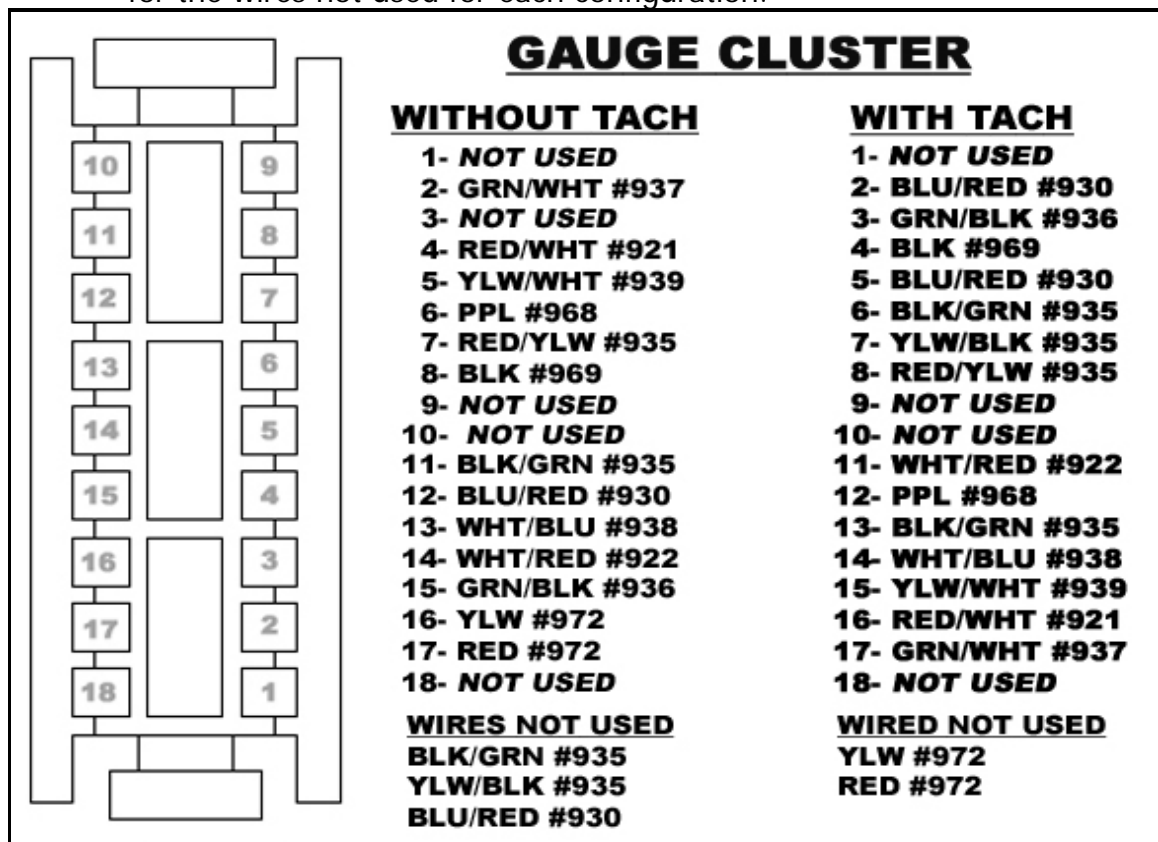 for the wires not used for each configuration.
GAUGE CLUSTER
10
11
12
13
14
15
16
17
18
9
8
7
6
5
4
3
2
1
WITHOUT TACH
1- NOT USED
2- GRN/WHT #937
3- NOT USED
4- RED/WHT #921
5- YLW/WHT #939
6- PPL #968
7- RED/YLW #935
8- BLK #969
9- NOT USED
10- NOT USED
11- BLK/GRN #935
12- BLU/RED #930
13- WHT/BLU #938
14- WHT/RED #922
15- GRN/BLK #936
16- YLW #972
17- RED #972
18- NOT USED
WIRES NOT USED
BLK/GRN #935
YLW/BLK #935
BLU/RED #930
WITH TACH
1- NOT USED
2- BLU/RED #930
3- GRN/BLK #936
4- BLK #969
5- BLU/RED #930
6- BLK/GRN #935
7- YLW/BLK #935
8- RED/YLW #935
9- NOT USED
10- NOT USED
11- WHT/RED #922
12- PPL #968
13- BLK/GRN #935
14- WHT/BLU #938
15- YLW/WHT #939
16- RED/WHT #921
17- GRN/WHT #937
18- NOT USED
WIRED NOT USED
YLW #972
RED #972